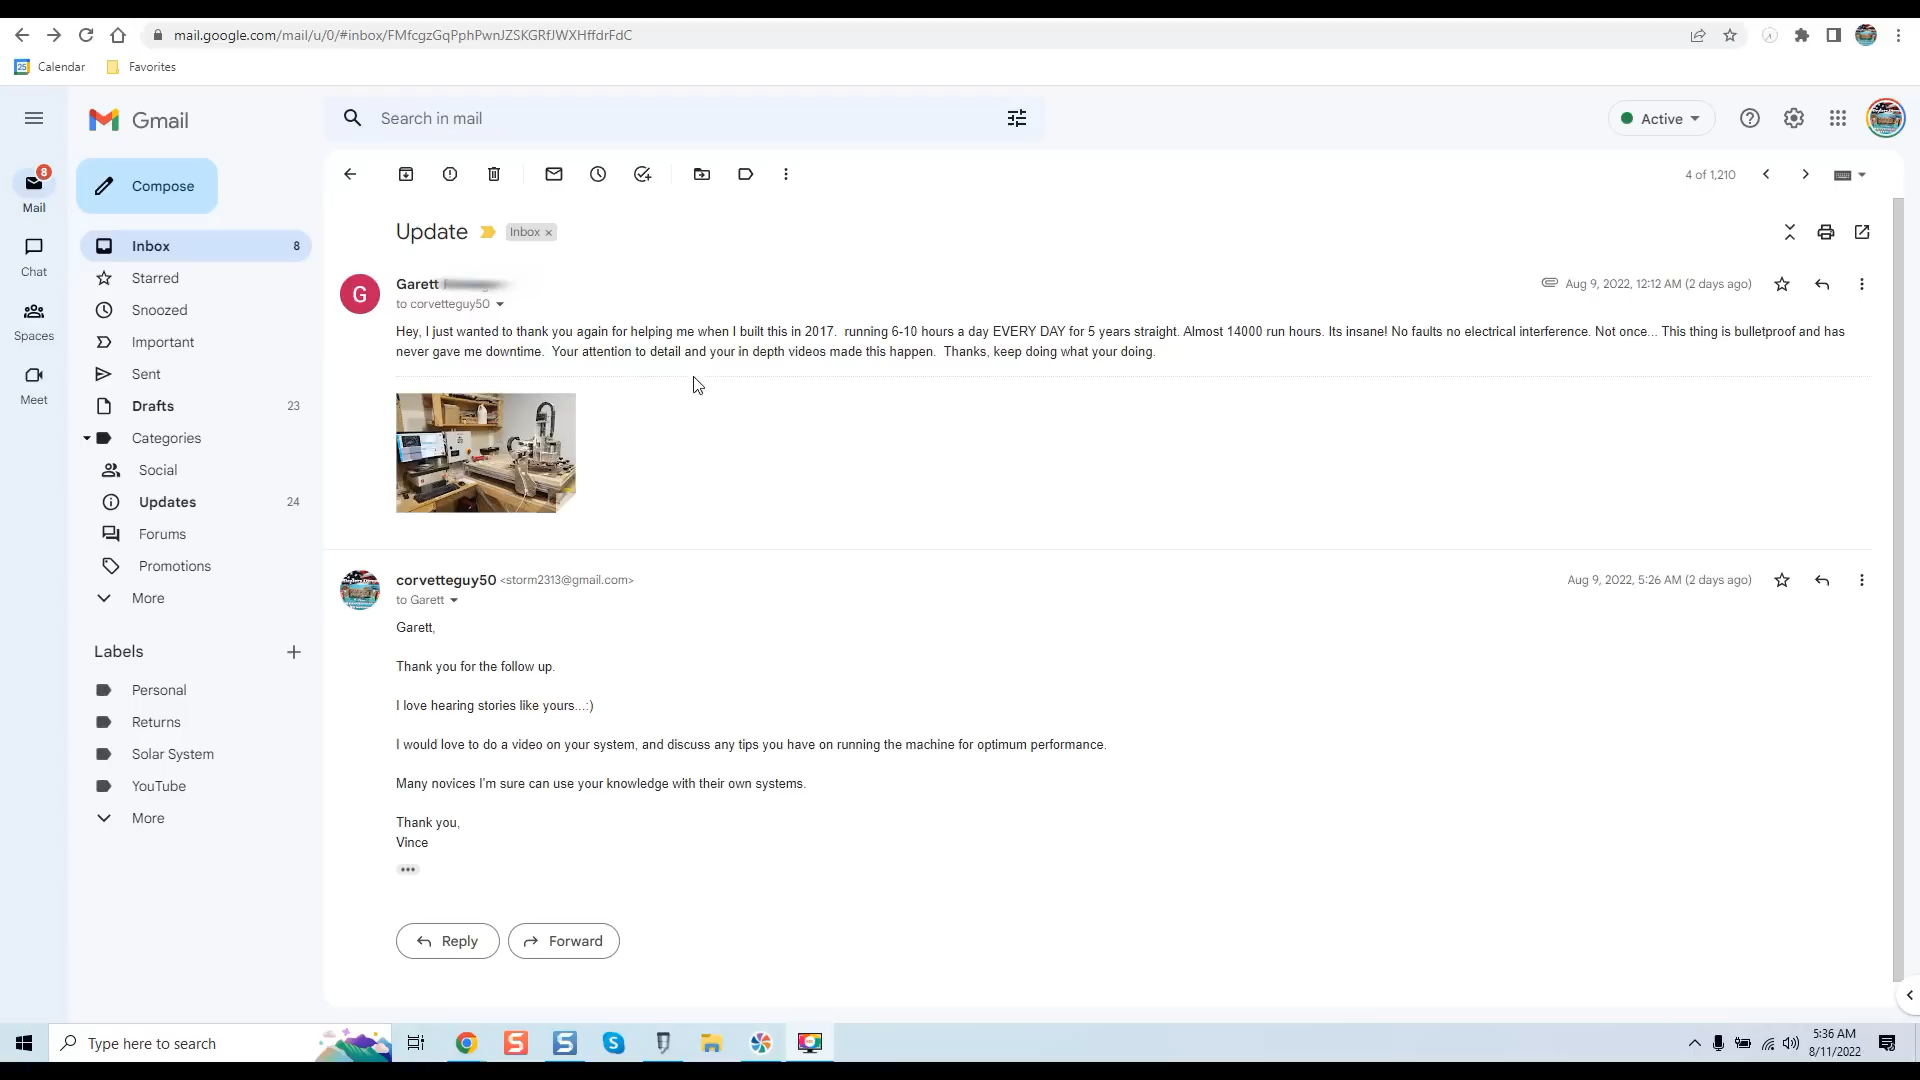 mail.google.com/mail/u/0/#inbox/FMfcgzGqPphPwnJZSKGRfJWXHffdrFdC
Calendar
Favorites
Gmail
Search in mail
Active
8
Mail
Compose
4 of 1,210
Inbox 8
Starred
Snoozed
Important
Sent
Drafts 23
Categories
Social
Updates 24
Forums
Promotions
More
Chat
Spaces
Meet
Labels
Personal
Returns
Solar System
YouTube
More
Update Inbox ×
G
Garett
Aug 9, 2022, 12:12 AM (2 days ago)
to corvetteguy50
Hey, I just wanted to thank you again for helping me when I built this in 2017.  running 6-10 hours a day EVERY DAY for 5 years straight. Almost 14000 run hours. Its insane! No faults no electrical interference. Not once... This thing is bulletproof and has
never gave me downtime.  Your attention to detail and your in depth videos made this happen.  Thanks, keep doing what your doing.
corvetteguy50 <storm2313@gmail.com>
Aug 9, 2022, 5:26 AM (2 days ago)
to Garett
Garett,
Thank you for the follow up.
I love hearing stories like yours...:)
I would love to do a video on your system, and discuss any tips you have on running the machine for optimum performance.
Many novices I'm sure can use your knowledge with their own systems.
Thank you,
Vince
Reply
Forward
Type here to search
5:36 AM
8/11/2022